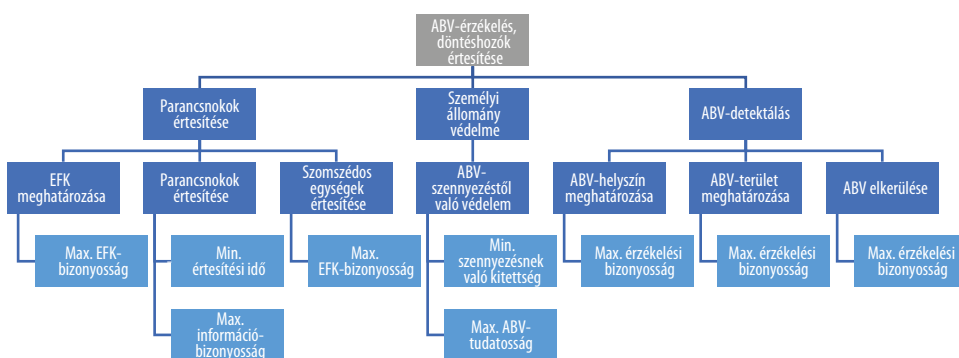 ABV-érzékelés,
döntéshozók
értesítése
Parancsnokok
értesítése
Személyi
állomány
védelme
ABV-detektálás
EFK
meghatározása
Parancsnokok
értesítése
Szomszédos
egységek
értesítése
ABV-
szennyezéstől
való védelem
ABV-helyszín
meghatározása
ABV-terület
meghatározása
ABV elkerülése
Max. EFK-
bizonyosság
Min.
értesítési idő
Max.
EFK-bizonyosság
Min.
szennyezésnek
való kitettség
Max. érzékelési
bizonyosság
Max. érzékelési
bizonyosság
Max. érzékelési
bizonyosság
Max.
információ-
bizonyosság
Max. ABV-
tudatosság